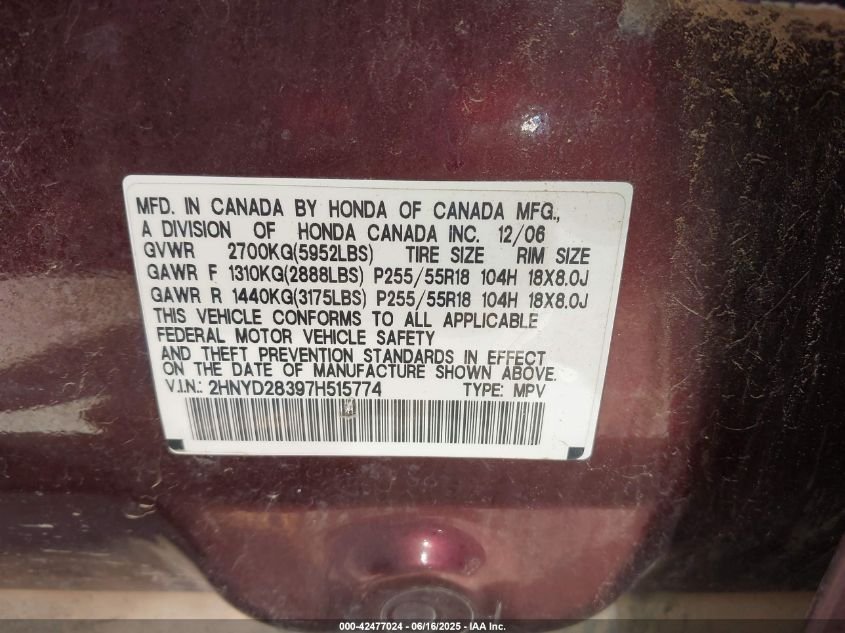 MFD. IN CANADA BY HONDA OF CANADA MFG.,
A DIVISION OF HONDA CANADA INC. 12/06
GVWR 2700KG(5952LBS) TIRE SIZE RIM SIZE
GAWR F 1310KG(2888LBS) P255/55R18 104H 18X8.0J
GAWR R 1440KG(3175LBS) P255/55R18 104H 18X8.0J
THIS VEHICLE CONFORMS TO ALL APPLICABLE
FEDERAL MOTOR VEHICLE SAFETY
AND THEFT PREVENTION STANDARDS IN EFFECT
ON THE DATE OF MANUFACTURE SHOWN ABOVE.
V.I.N.: 2HNYD28397H515774 TYPE: MPV
000-42477024 - 06/16/2025 - IAA Inc.